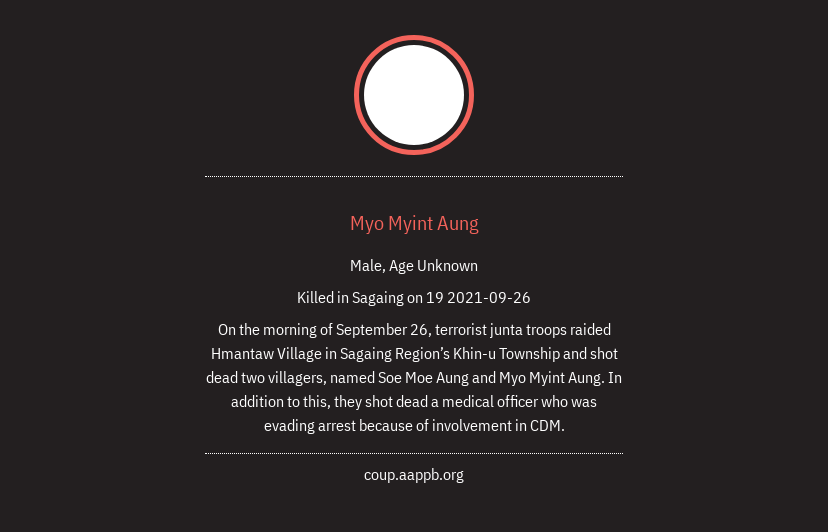 Myo Myint Aung
Male, Age Unknown
Killed in Sagaing on 19 2021-09-26
On the morning of September 26, terrorist junta troops raided
Hmantaw Village in Sagaing Region’s Khin-u Township and shot
dead two villagers, named Soe Moe Aung and Myo Myint Aung. In
addition to this, they shot dead a medical officer who was
evading arrest because of involvement in CDM.
coup.aappb.org